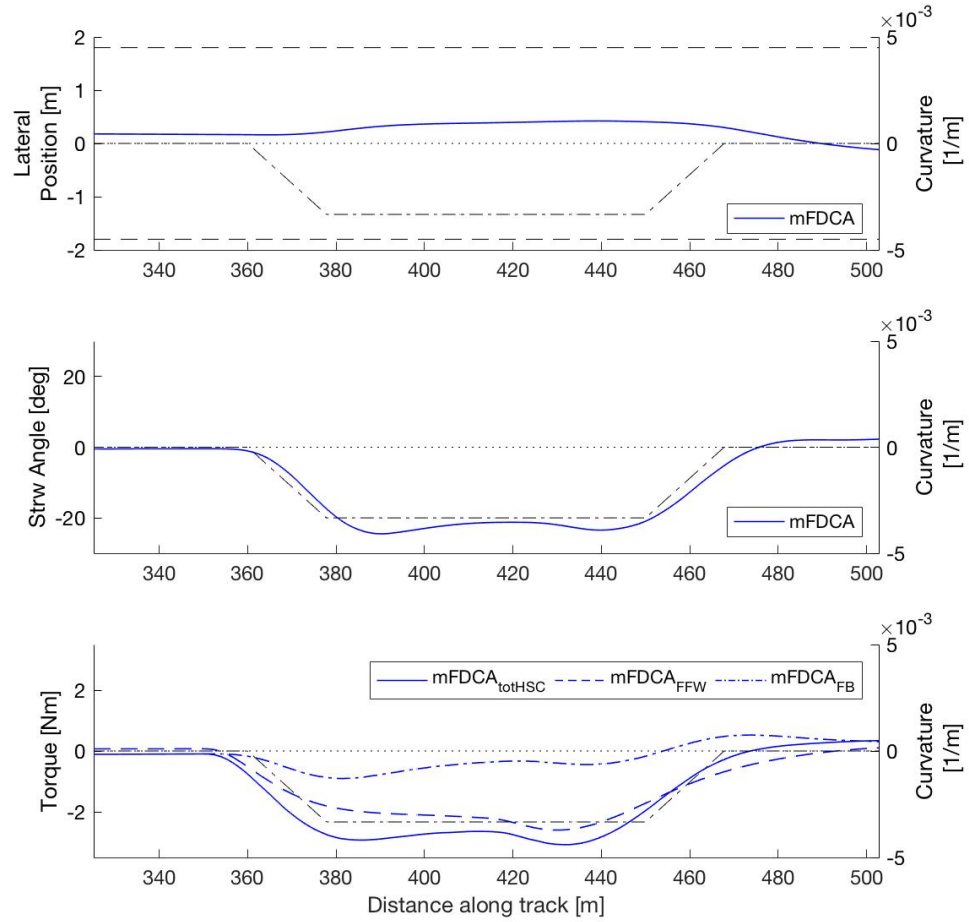 ×10⁻³
2
1
0
-1
-2
5
0
-5
Lateral
Position [m]
Curvature
[1/m]
mFDCA
340 360 380 400 420 440 460 480 500
×10⁻³
20
0
-20
5
0
-5
Strw Angle [deg]
Curvature
[1/m]
mFDCA
340 360 380 400 420 440 460 480 500
×10⁻³
2
0
-2
5
0
-5
Torque [Nm]
Curvature
[1/m]
mFDCA_totHSC mFDCA_FFW mFDCA_FB
340 360 380 400 420 440 460 480 500
Distance along track [m]